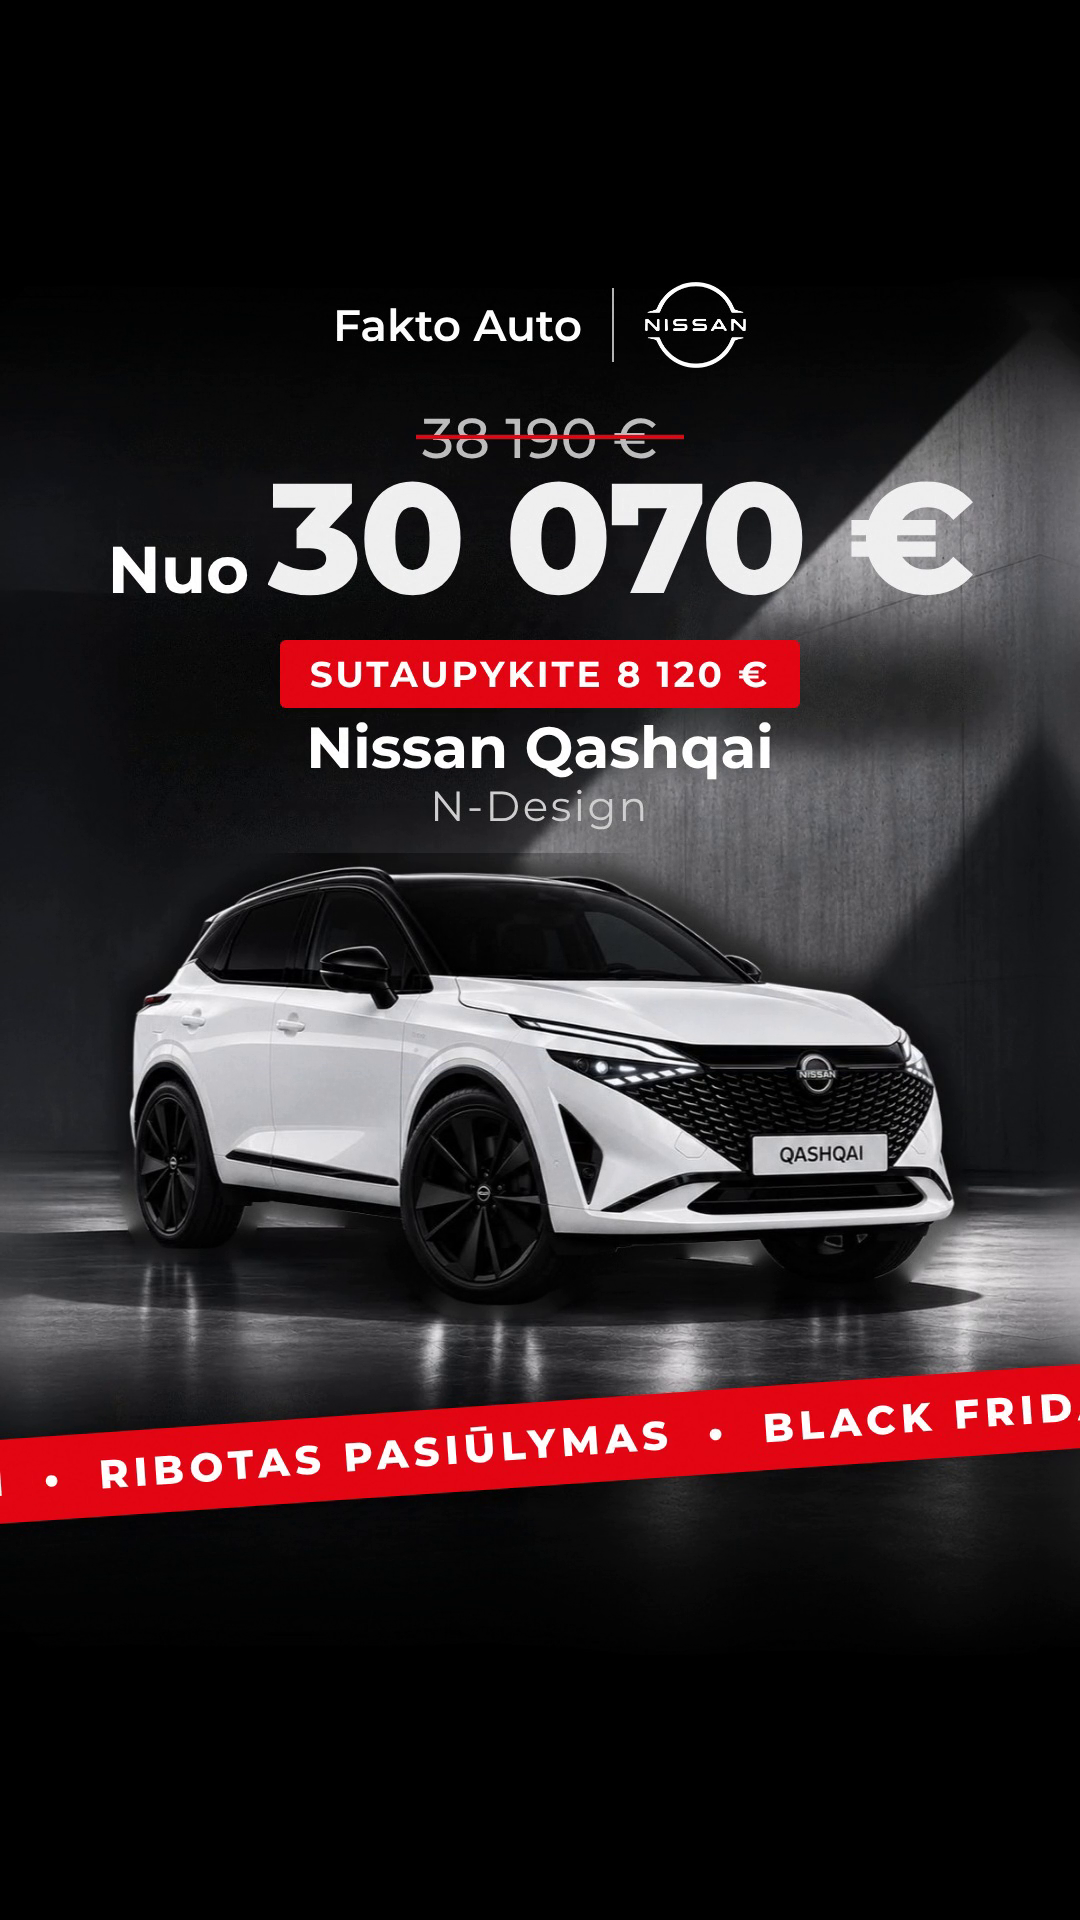 Fakto Auto
NISSAN
38 190 €
Nuo 30 070 €
SUTAUPYKITE 8 120 €
Nissan Qashqai
N-Design
NISSAN
QASHQAI
• RIBOTAS PASIŪLYMAS • BLACK